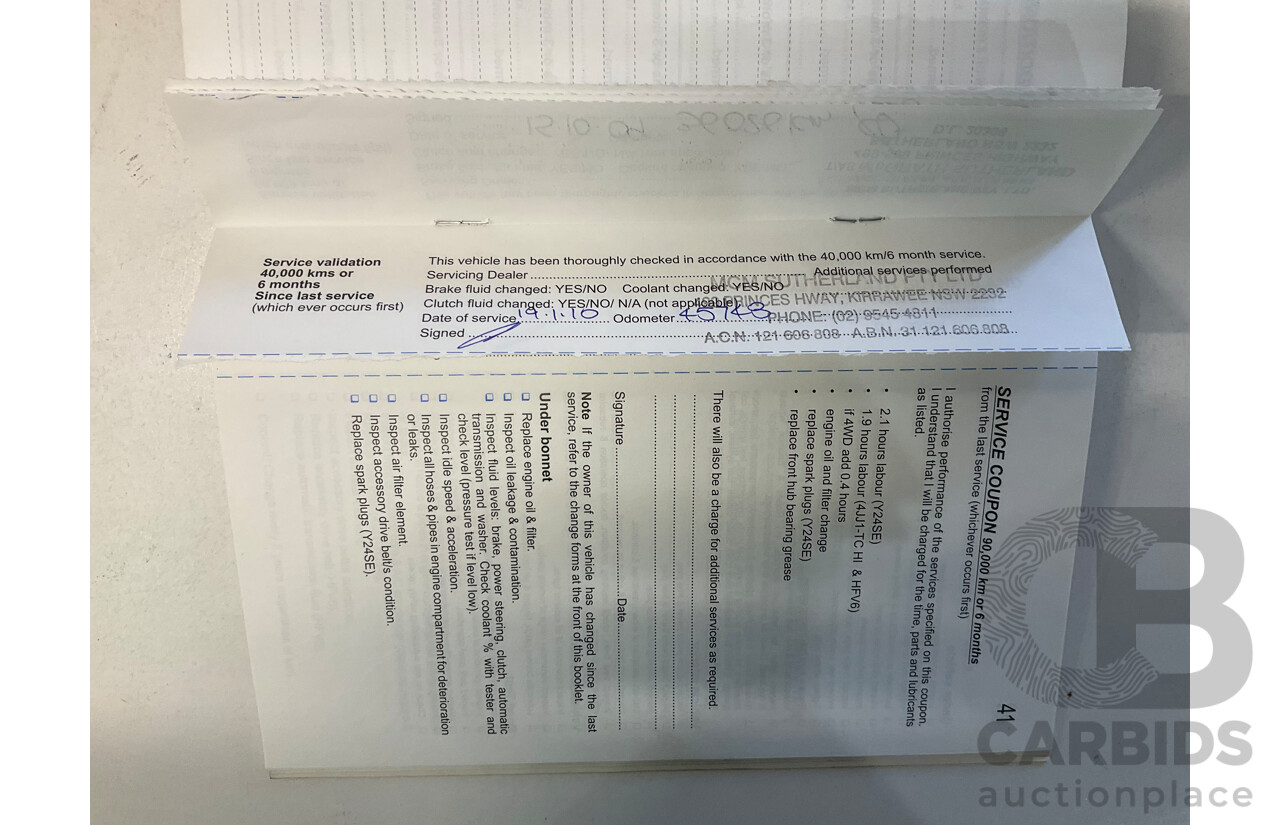 15.10.09 26026 km
D.L. 20308
Service validation
40,000 kms or
6 months
Since last service
(which ever occurs first)
This vehicle has been thoroughly checked in accordance with the 40,000 km/6 month service.
Servicing Dealer Additional services performed
Brake fluid changed: YES/NO Coolant changed: YES/NO
Clutch fluid changed: YES/NO/ N/A (not applicable)
Date of service 19.1.10 Odometer 45748
Signed
MGM SUTHERLAND PTY LTD
PRINCES HWY, KIRRAWEE NSW 2232
PHONE: (02) 9545 4811
A.C.N. 121 606 808 A.B.N. 31 121 606 808
SERVICE COUPON 90,000 km or 6 months 41
from the last service (whichever occurs first)
I authorise performance of the services specified on this coupon.
I understand that I will be charged for the time, parts and lubricants
as listed.
• 2.1 hours labour (Y24SE)
• 1.9 hours labour (4JJ1-TC HI & HFV6)
• if 4WD add 0.4 hours
• engine oil and filter change
• replace spark plugs (Y24SE)
• replace front hub bearing grease
There will also be a charge for additional services as required.
Signature Date
Note If the owner of this vehicle has changed since the last
service, refer to the change forms at the front of this booklet.
Under bonnet
❑ Replace engine oil & filter.
❑ Inspect oil leakage & contamination.
❑ Inspect fluid levels: brake, power steering, clutch, automatic
transmission and washer. Check coolant % with tester and
check level (pressure test if level low).
❑ Inspect idle speed & acceleration.
❑ Inspect all hoses & pipes in engine compartment for deterioration
or leaks.
❑ Inspect air filter element.
❑ Inspect accessory drive belt/s condition.
❑ Replace spark plugs (Y24SE).
CARBIDS
auctionplace